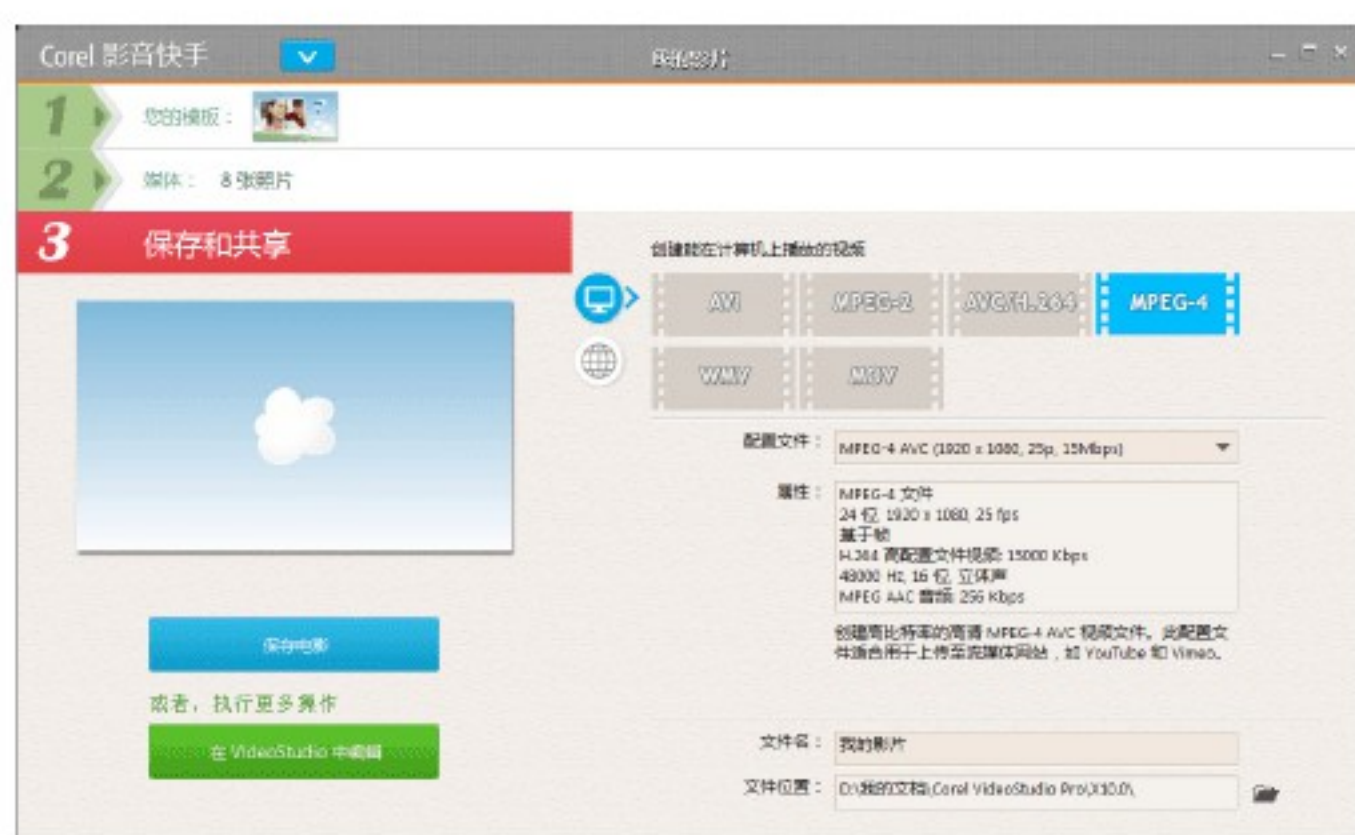 Corel 影音快手
我的影片
1
您的模板：
2
媒体： 8 张照片
3 保存和共享
创建能在计算机上播放的视频
AVI MPEG-2 AVC/H.264 MPEG-4
WMV MOV
配置文件： MPEG-4 AVC (1920 x 1080, 25p, 15Mbps)
属性： MPEG-4 文件
24 位, 1920 x 1080, 25 fps
基于帧
H.264 高配置文件视频: 15000 Kbps
48000 Hz, 16 位, 立体声
MPEG AAC 音频: 256 Kbps
创建高比特率的高清 MPEG-4 AVC 视频文件。此配置文
件适合用于上传至流媒体网站，如 YouTube 和 Vimeo。
保存电影
或者，执行更多操作
在 VideoStudio 中编辑
文件名： 我的影片
文件位置： D:\我的文档\Corel VideoStudio Pro\X10.0\